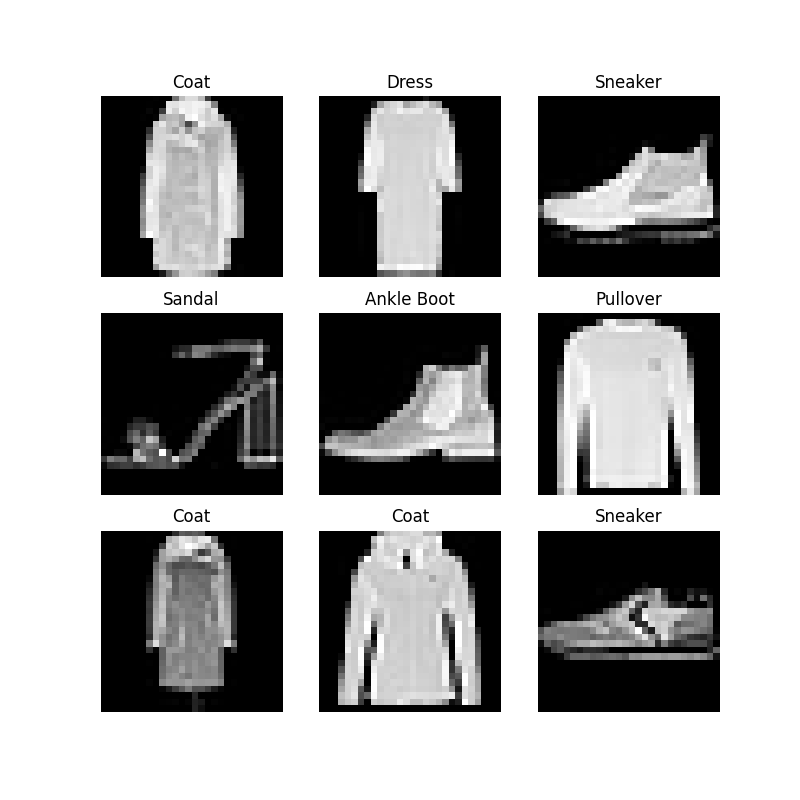 Coat
Dress
Sneaker
Sandal
Ankle Boot
Pullover
Coat
Coat
Sneaker